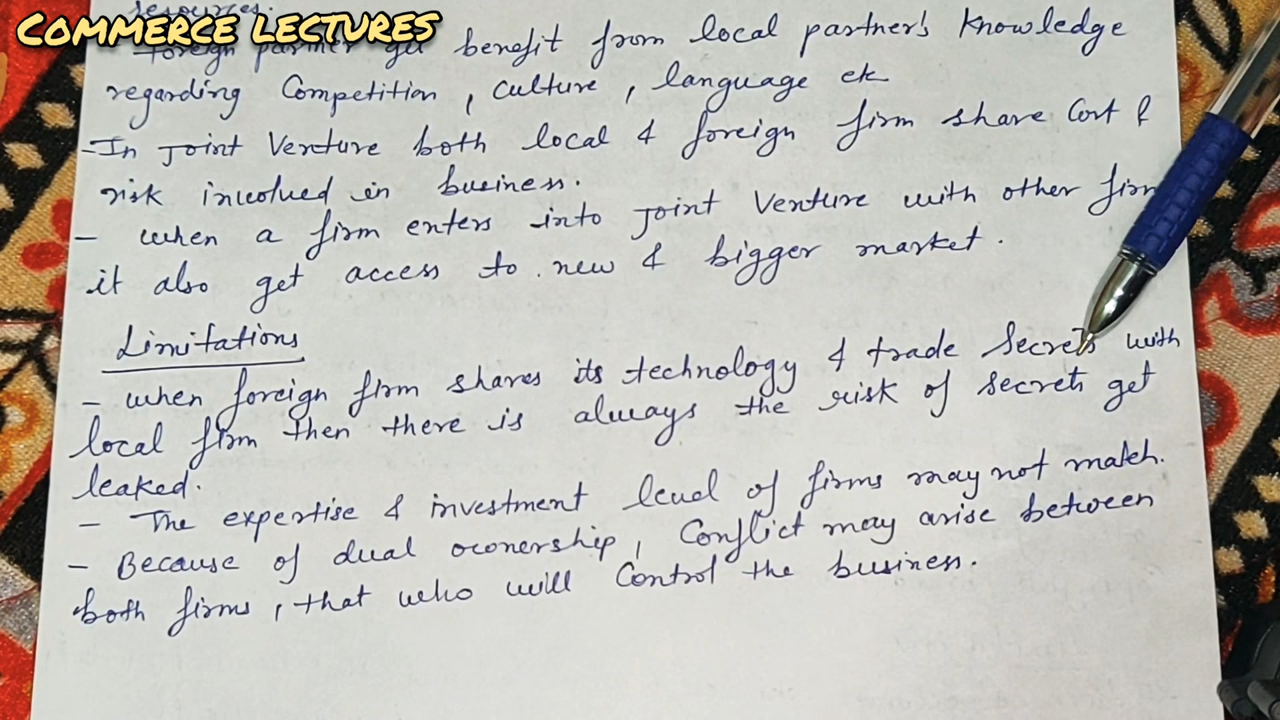 resources.
COMMERCE LECTURES
foreign partner get benefit from local partner's knowledge
regarding Competition, culture, language etc
- In Joint Venture both local & foreign firm share Cost &
risk involved in business.
- when a firm enters into Joint Venture with other firm
it also get access to new & bigger market.
Limitations
- when foreign firm shares its technology & trade secrets with
local firm then there is always the risk of secrets get
leaked.
- The expertise & investment level of firms may not match.
- Because of dual ownership, Conflict may arise between
both firms, that who will Control the business.